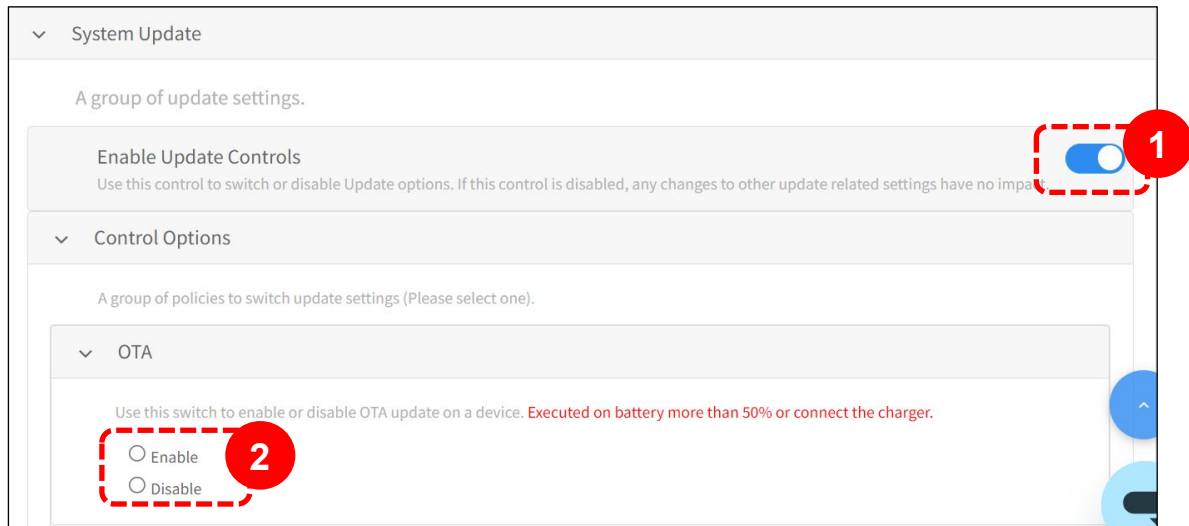 System Update
A group of update settings.
1
Enable Update Controls
Use this control to switch or disable Update options. If this control is disabled, any changes to other update related settings have no impact.
Control Options
A group of policies to switch update settings (Please select one).
OTA
Use this switch to enable or disable OTA update on a device. Executed on battery more than 50% or connect the charger.
2
Enable
Disable